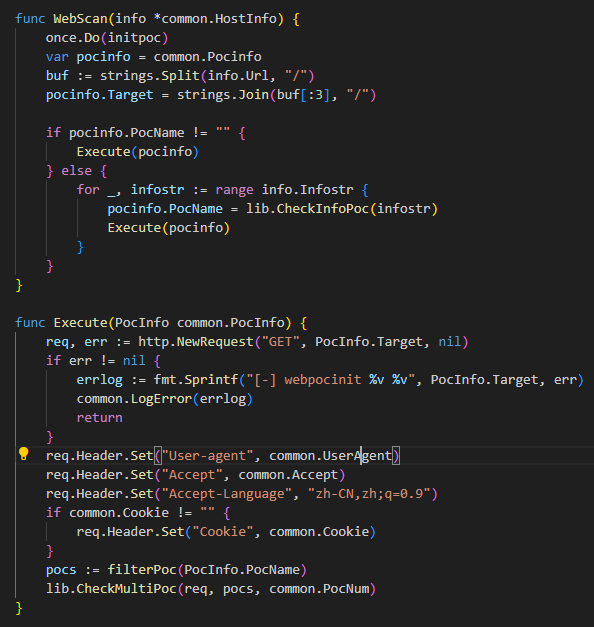 func WebScan(info *common.HostInfo) {
    once.Do(initpoc)
    var pocinfo = common.Pocinfo
    buf := strings.Split(info.Url, "/")
    pocinfo.Target = strings.Join(buf[:3], "/")

    if pocinfo.PocName != "" {
        Execute(pocinfo)
    } else {
        for _, infostr := range info.Infostr {
            pocinfo.PocName = lib.CheckInfoPoc(infostr)
            Execute(pocinfo)
        }
    }
}

func Execute(PocInfo common.PocInfo) {
    req, err := http.NewRequest("GET", PocInfo.Target, nil)
    if err != nil {
        errlog := fmt.Sprintf("[-] webpocinit %v %v", PocInfo.Target, err)
        common.LogError(errlog)
        return
    }
    req.Header.Set("User-agent", common.UserAgent)
    req.Header.Set("Accept", common.Accept)
    req.Header.Set("Accept-Language", "zh-CN,zh;q=0.9")
    if common.Cookie != "" {
        req.Header.Set("Cookie", common.Cookie)
    }
    pocs := filterPoc(PocInfo.PocName)
    lib.CheckMultiPoc(req, pocs, common.PocNum)
}